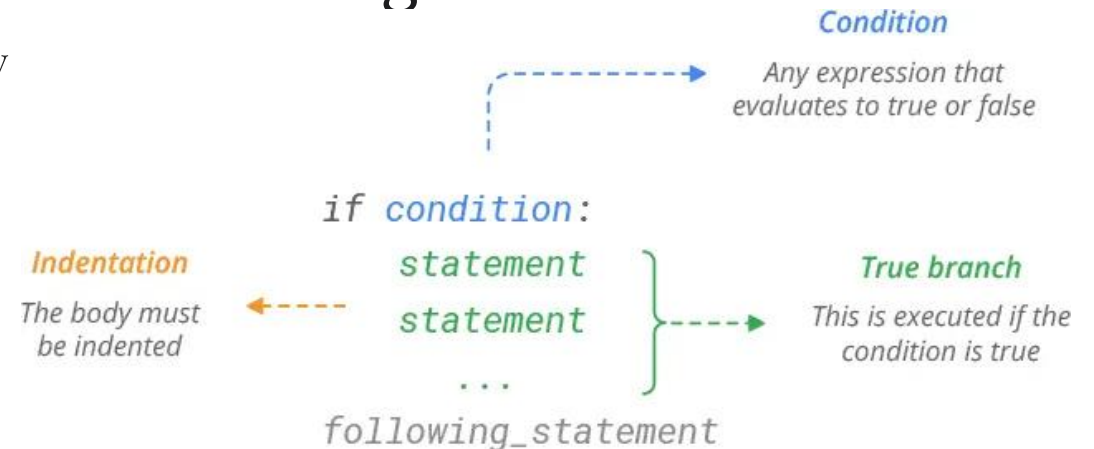 Condition
Any expression that
evaluates to true or false
if condition:
Indentation
The body must
be indented
statement
statement
...
True branch
This is executed if the
condition is true
following_statement